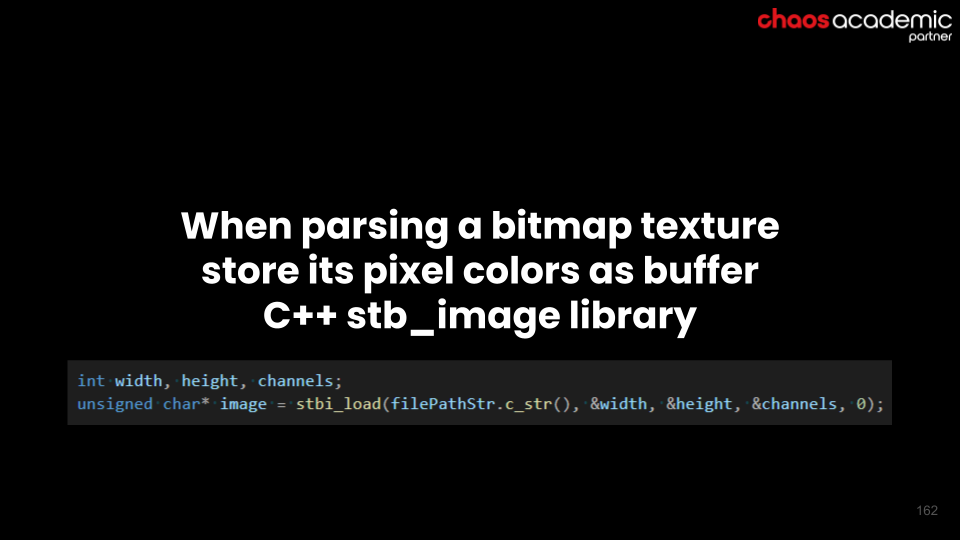 chaosacademic
partner
When parsing a bitmap texture
store its pixel colors as buffer
C++ stb_image library
int width, height, channels;
unsigned char* image = stbi_load(filePathStr.c_str(), &width, &height, &channels, 0);
162